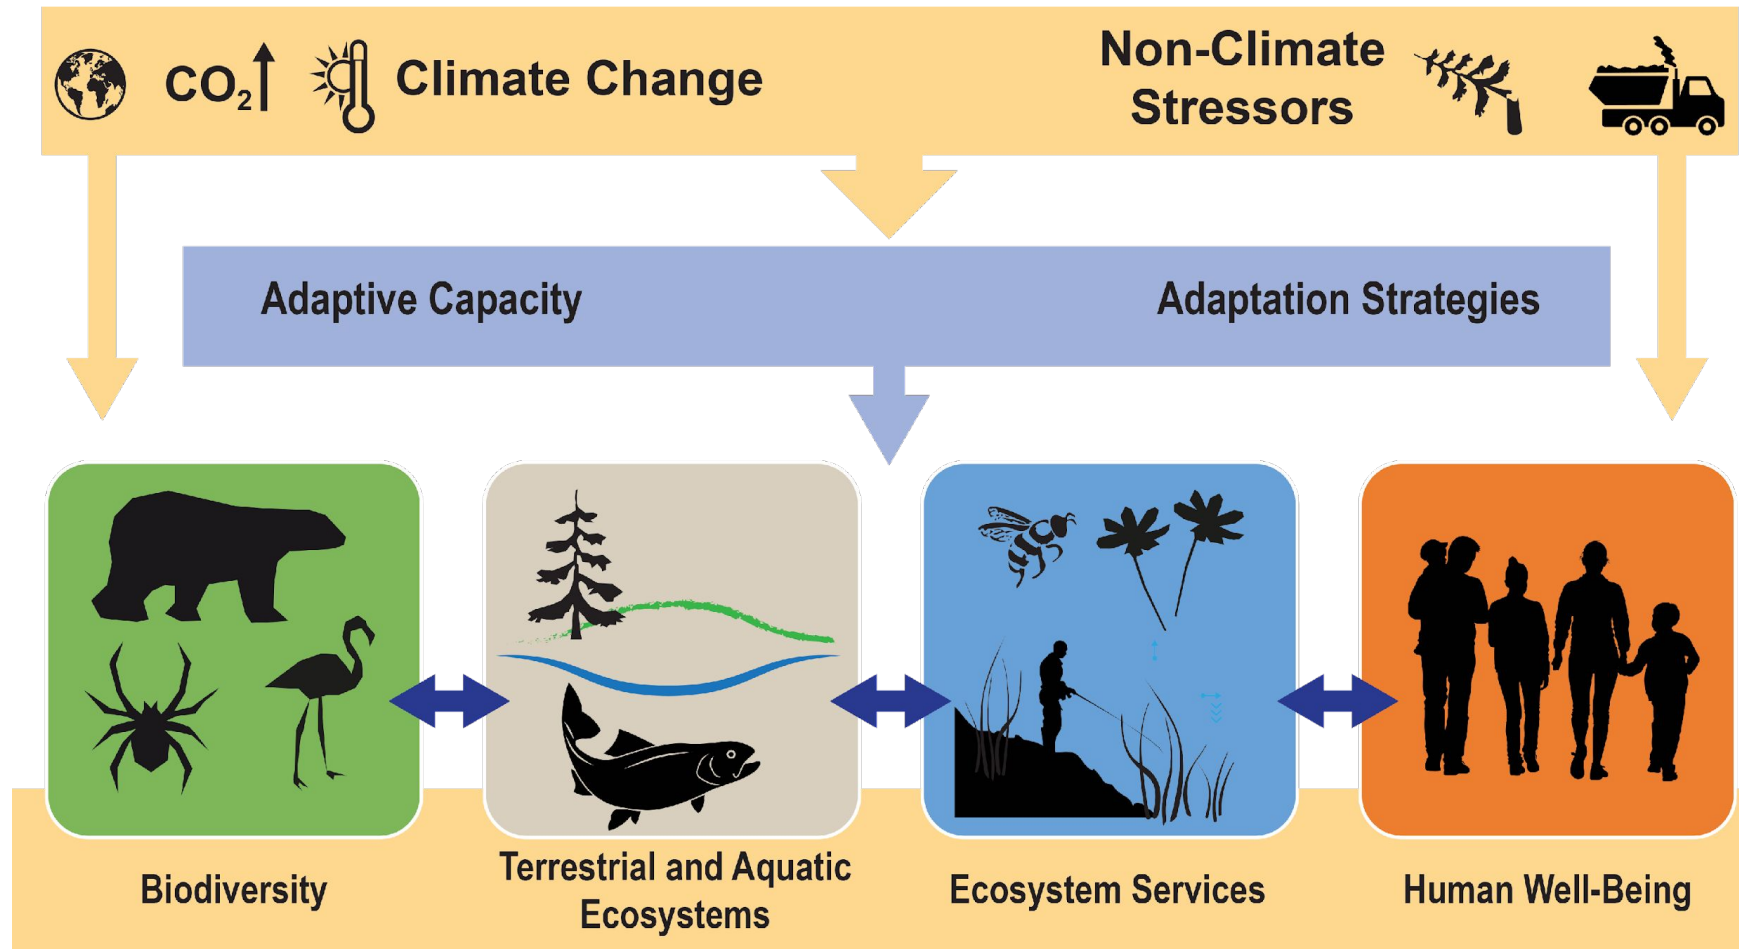 CO₂
Climate Change
Non-Climate
Stressors
Adaptive Capacity
Adaptation Strategies
Biodiversity
Terrestrial and Aquatic
Ecosystems
Ecosystem Services
Human Well-Being